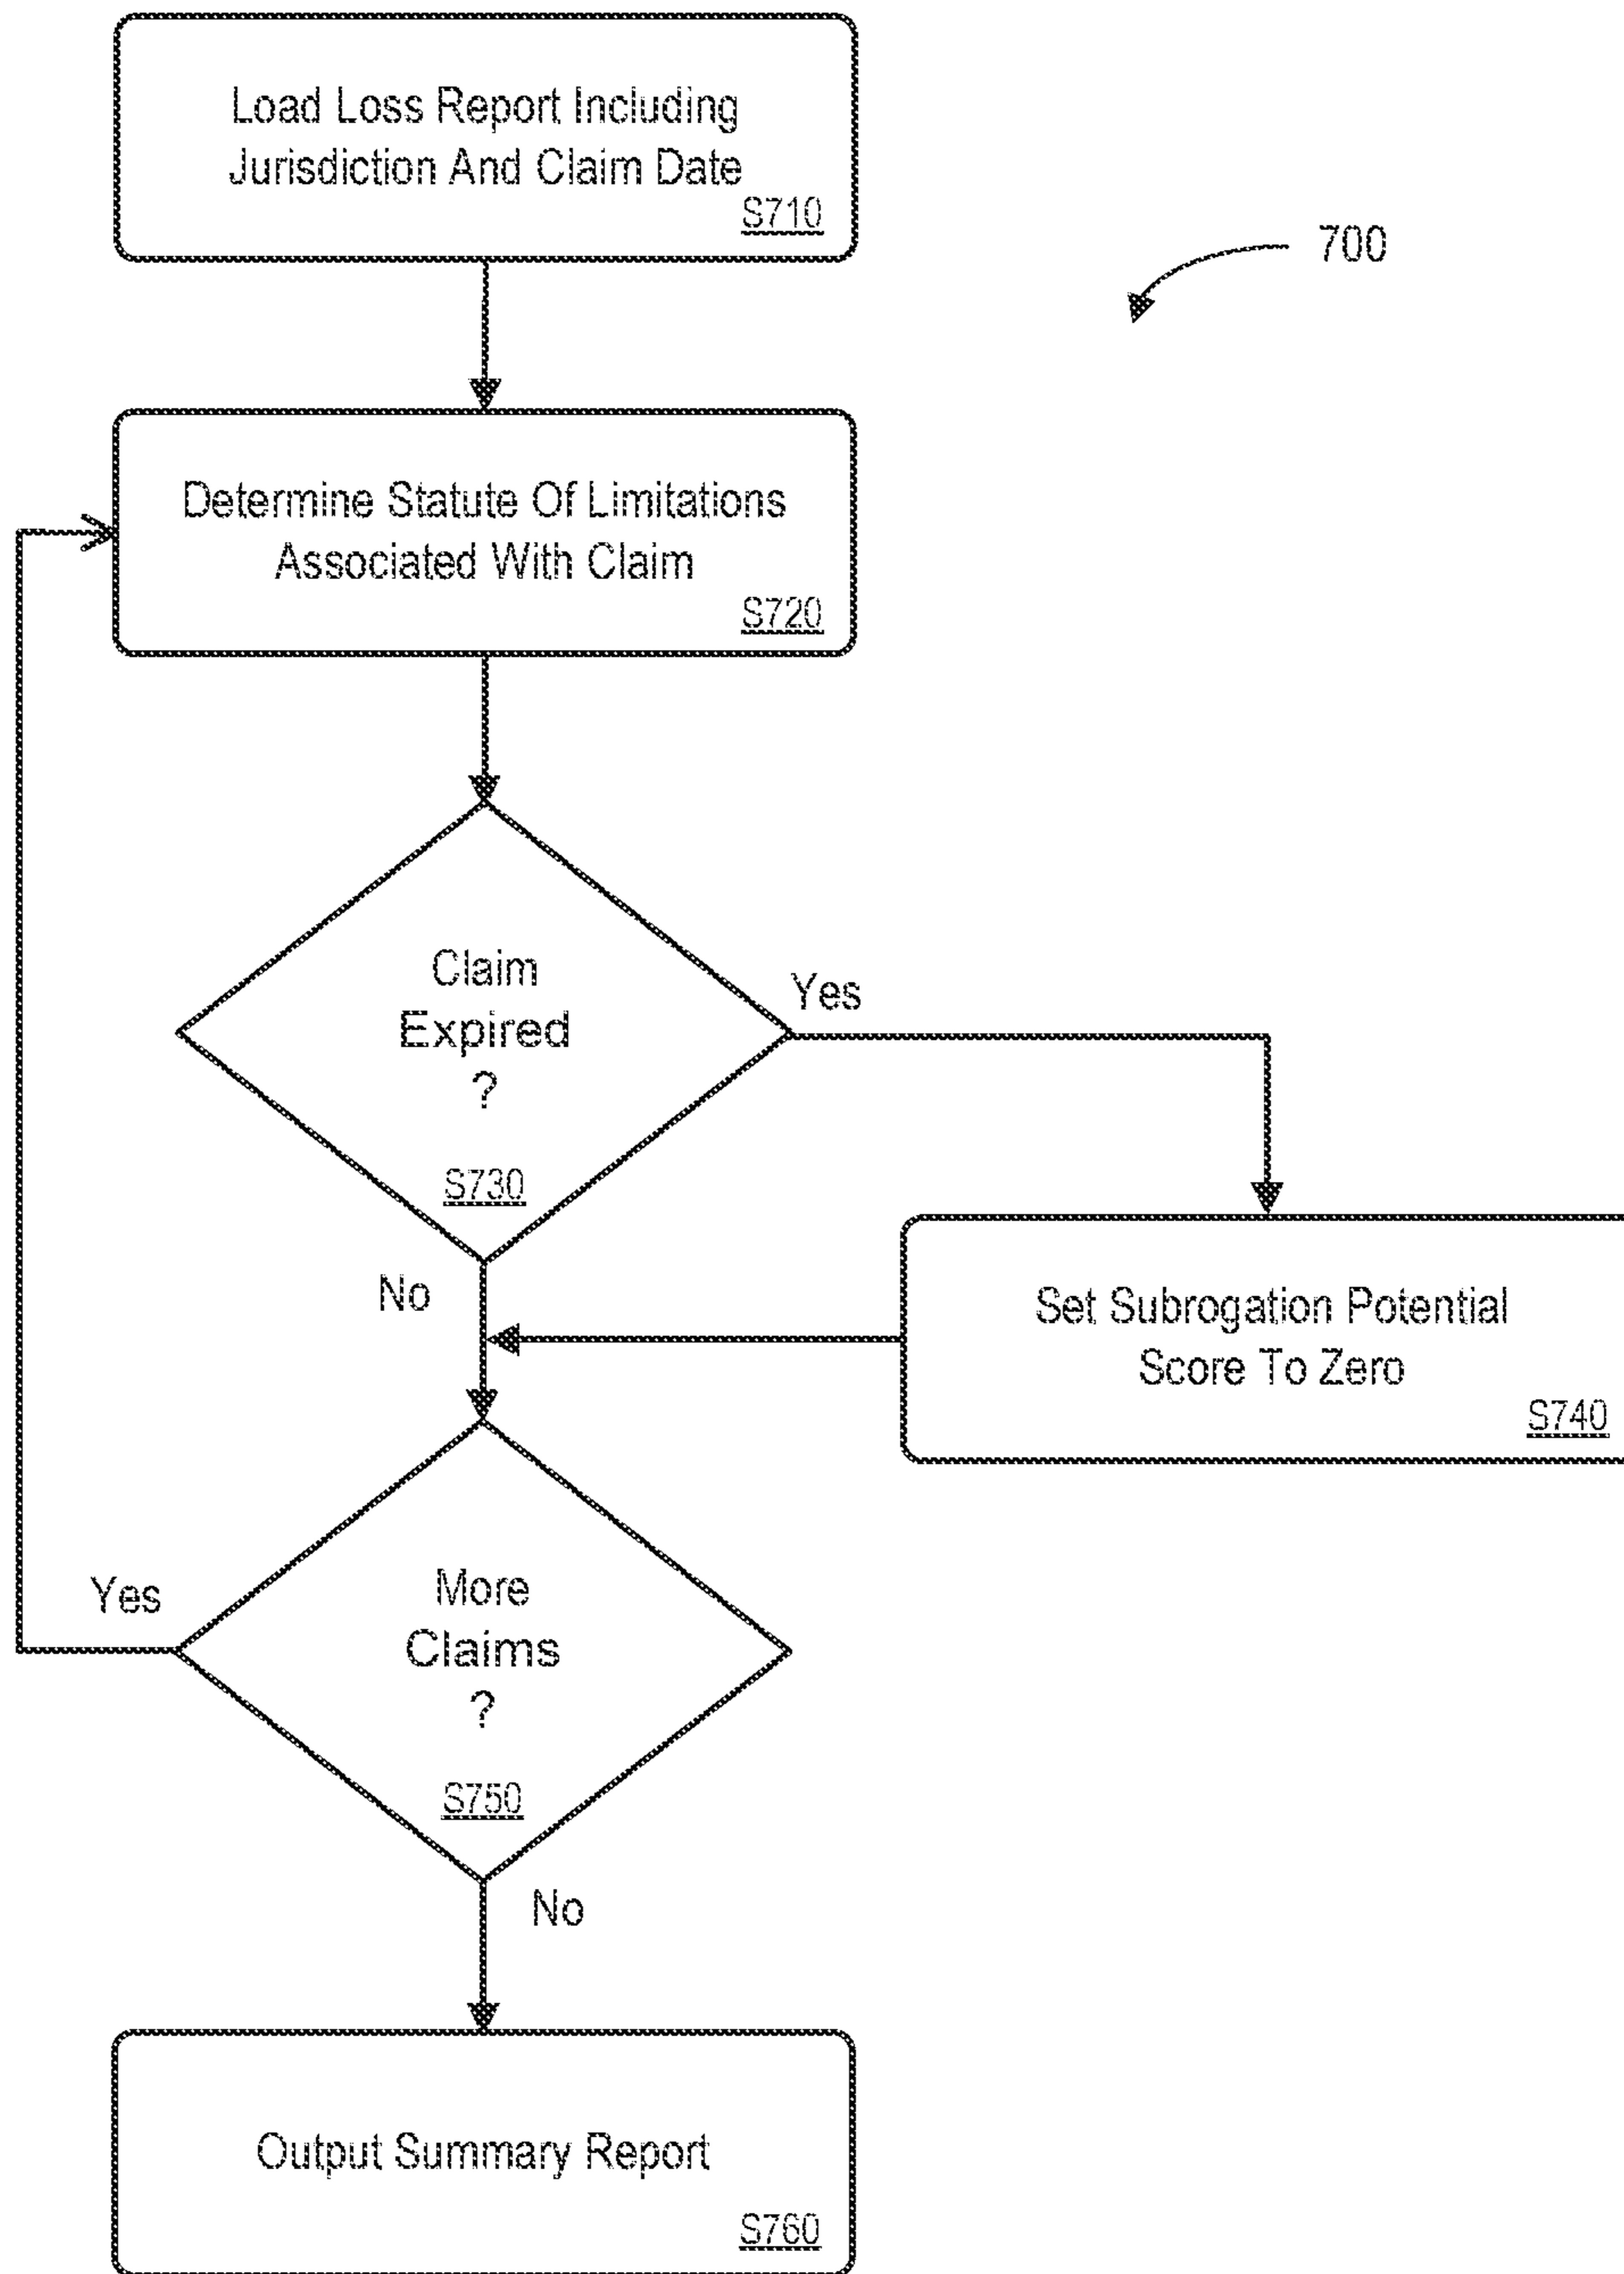 Load Loss Report Including
Jurisdiction And Claim Date
S710
700
Determine Statute Of Limitations
Associated With Claim
S720
Claim
Expired
?
S730
Yes
No
Set Subrogation Potential
Score To Zero
S740
More
Claims
?
S750
Yes
No
Output Summary Report
S760